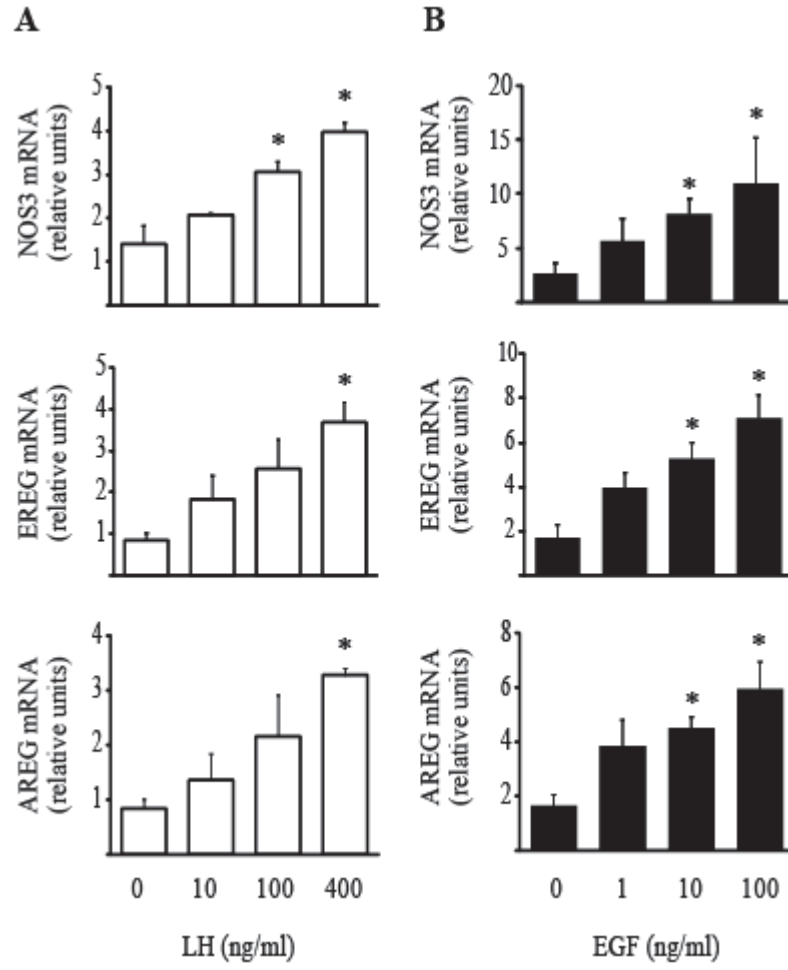 A
B
NOS3 mRNA
(relative units)
5
4
3
2
1
*
*
NOS3 mRNA
(relative units)
20
15
10
5
*
*
EREG mRNA
(relative units)
5
4
3
2
1
*
EREG mRNA
(relative units)
10
8
6
4
2
*
*
AREG mRNA
(relative units)
4
3
2
1
*
0 10 100 400
LH (ng/ml)
AREG mRNA
(relative units)
8
6
4
2
*
*
0 1 10 100
EGF (ng/ml)